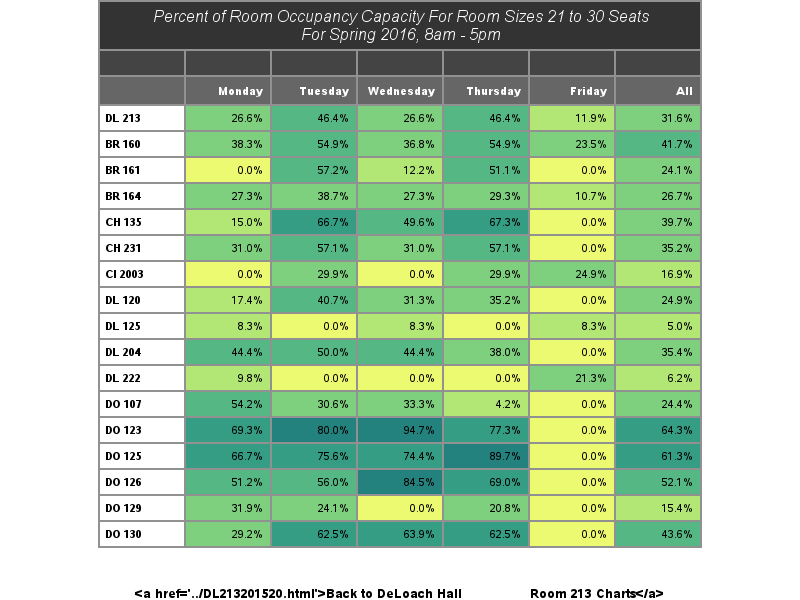 Percent of Room Occupancy Capacity For Room Sizes 21 to 30 Seats
For Spring 2016, 8am - 5pm
Monday Tuesday Wednesday Thursday Friday All
DL 213 26.6% 46.4% 26.6% 46.4% 11.9% 31.6%
BR 160 38.3% 54.9% 36.8% 54.9% 23.5% 41.7%
BR 161 0.0% 57.2% 12.2% 51.1% 0.0% 24.1%
BR 164 27.3% 38.7% 27.3% 29.3% 10.7% 26.7%
CH 135 15.0% 66.7% 49.6% 67.3% 0.0% 39.7%
CH 231 31.0% 57.1% 31.0% 57.1% 0.0% 35.2%
CI 2003 0.0% 29.9% 0.0% 29.9% 24.9% 16.9%
DL 120 17.4% 40.7% 31.3% 35.2% 0.0% 24.9%
DL 125 8.3% 0.0% 8.3% 0.0% 8.3% 5.0%
DL 204 44.4% 50.0% 44.4% 38.0% 0.0% 35.4%
DL 222 9.8% 0.0% 0.0% 0.0% 21.3% 6.2%
DO 107 54.2% 30.6% 33.3% 4.2% 0.0% 24.4%
DO 123 69.3% 80.0% 94.7% 77.3% 0.0% 64.3%
DO 125 66.7% 75.6% 74.4% 89.7% 0.0% 61.3%
DO 126 51.2% 56.0% 84.5% 69.0% 0.0% 52.1%
DO 129 31.9% 24.1% 0.0% 20.8% 0.0% 15.4%
DO 130 29.2% 62.5% 63.9% 62.5% 0.0% 43.6%
<a href='../DL213201520.html'>Back to DeLoach Hall Room 213 Charts</a>